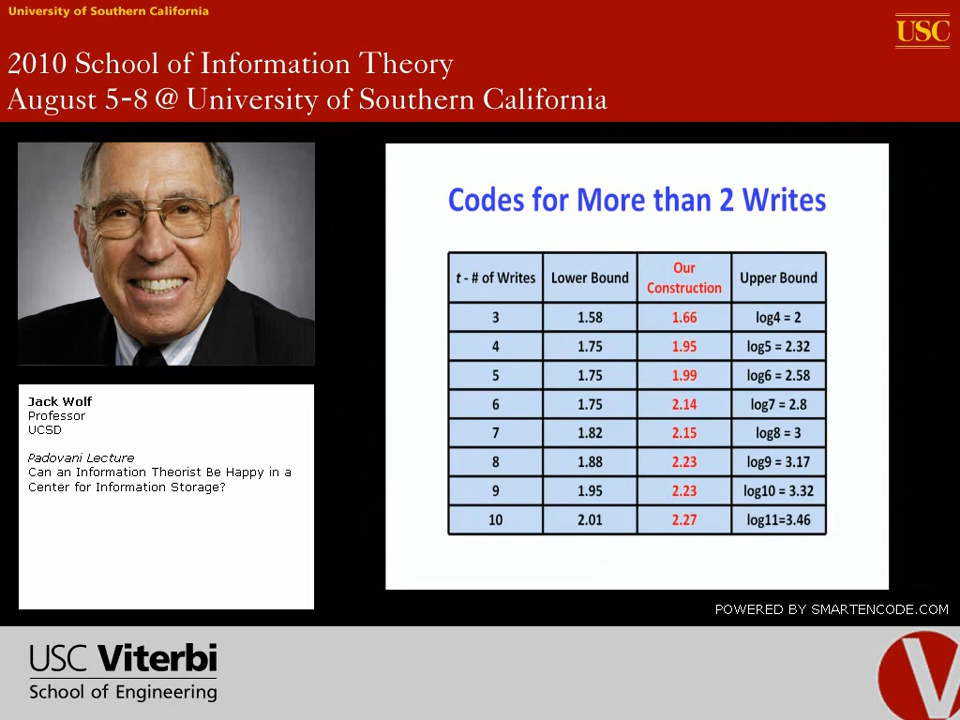 University of Southern California
USC
2010 School of Information Theory
August 5-8 @ University of Southern California
Jack Wolf
Professor
UCSD
Padovani Lecture
Can an Information Theorist Be Happy in a
Center for Information Storage?
Codes for More than 2 Writes
t - # of Writes Lower Bound Our Construction Upper Bound
3 1.58 1.66 log4 = 2
4 1.75 1.95 log5 = 2.32
5 1.75 1.99 log6 = 2.58
6 1.75 2.14 log7 = 2.8
7 1.82 2.15 log8 = 3
8 1.88 2.23 log9 = 3.17
9 1.95 2.23 log10 = 3.32
10 2.01 2.27 log11=3.46
POWERED BY SMARTENCODE.COM
USC Viterbi
School of Engineering
V